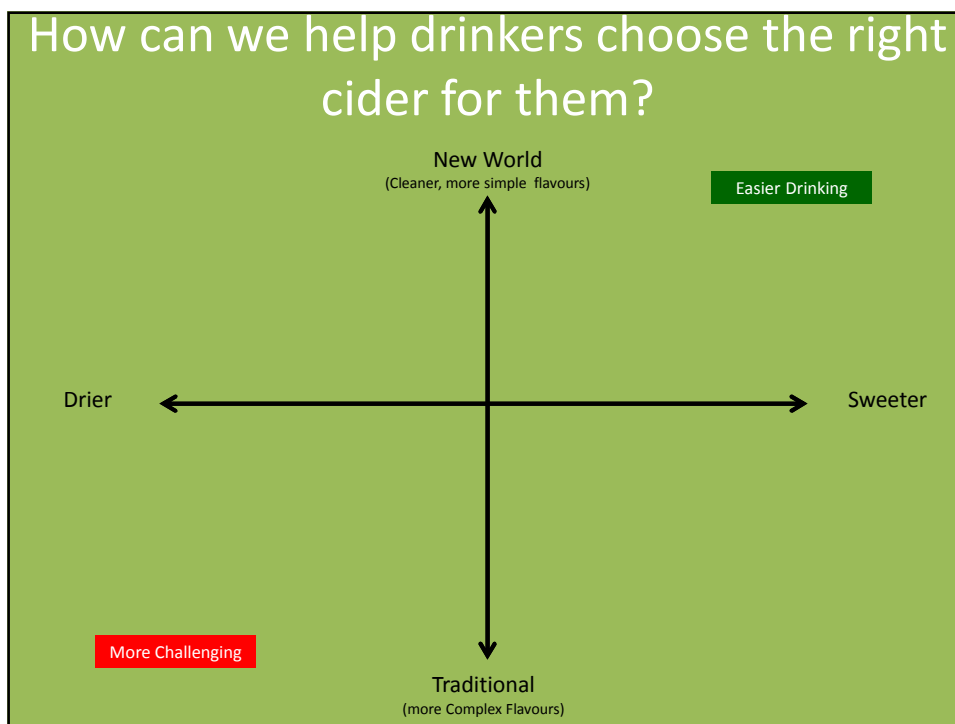 How can we help drinkers choose the right
cider for them?
New World
(Cleaner, more simple flavours)
Easier Drinking
Drier
Sweeter
More Challenging
Traditional
(more Complex Flavours)